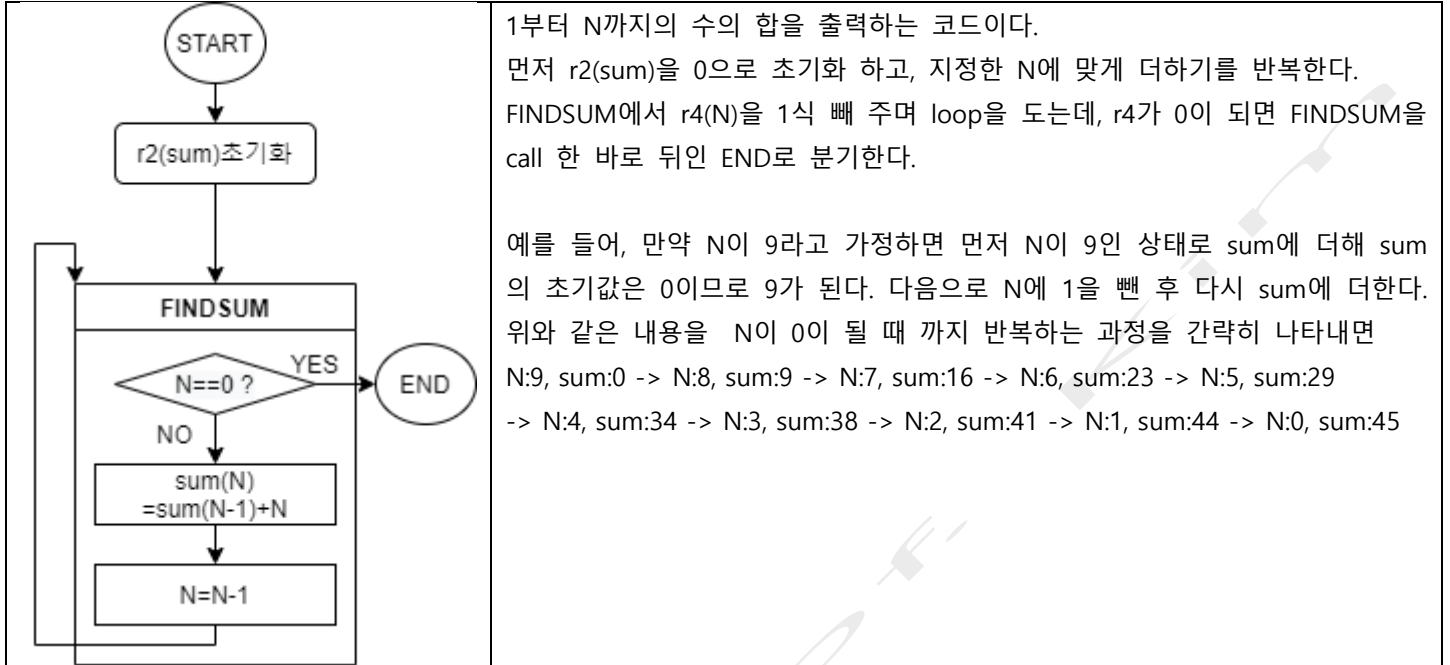 START
r2(sum)초기화
FINDSUM
N==0 ?
YES
END
NO
sum(N)
=sum(N-1)+N
N=N-1
1부터 N까지의 수의 합을 출력하는 코드이다.
먼저 r2(sum)을 0으로 초기화 하고, 지정한 N에 맞게 더하기를 반복한다.
FINDSUM에서 r4(N)을 1식 빼 주며 loop을 도는데, r4가 0이 되면 FINDSUM을
call 한 바로 뒤인 END로 분기한다.
예를 들어, 만약 N이 9라고 가정하면 먼저 N이 9인 상태로 sum에 더해 sum
의 초기값은 0이므로 9가 된다. 다음으로 N에 1을 뺀 후 다시 sum에 더한다.
위와 같은 내용을 N이 0이 될 때 까지 반복하는 과정을 간략히 나타내면
N:9, sum:0 -> N:8, sum:9 -> N:7, sum:16 -> N:6, sum:23 -> N:5, sum:29
-> N:4, sum:34 -> N:3, sum:38 -> N:2, sum:41 -> N:1, sum:44 -> N:0, sum:45